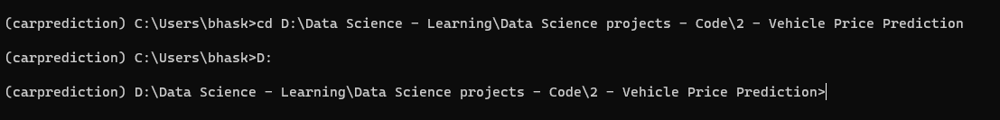 (carprediction) C:\Users\bhask>cd D:\Data Science - Learning\Data Science projects - Code\2 - Vehicle Price Prediction
(carprediction) C:\Users\bhask>D:
(carprediction) D:\Data Science - Learning\Data Science projects - Code\2 - Vehicle Price Prediction>